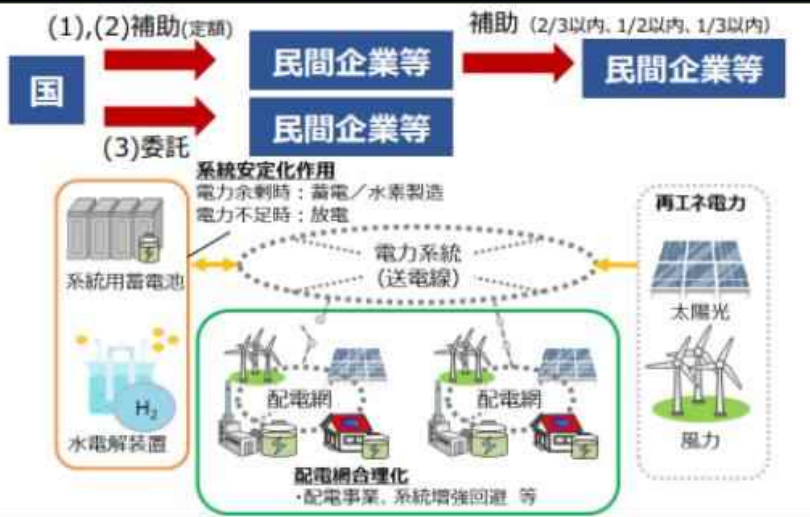 (1),(2)補助(定額)
補助（2/3以内、1/2以内、1/3以内）
国
民間企業等
民間企業等
民間企業等
(3)委託
系統安定化作用
電力余剰時：蓄電／水素製造
電力不足時：放電
再エネ電力
電力系統
（送電線）
系統用蓄電池
太陽光
配電網
配電網
H₂
水電解装置
風力
配電網合理化
・配電事業、系統増強回避 等